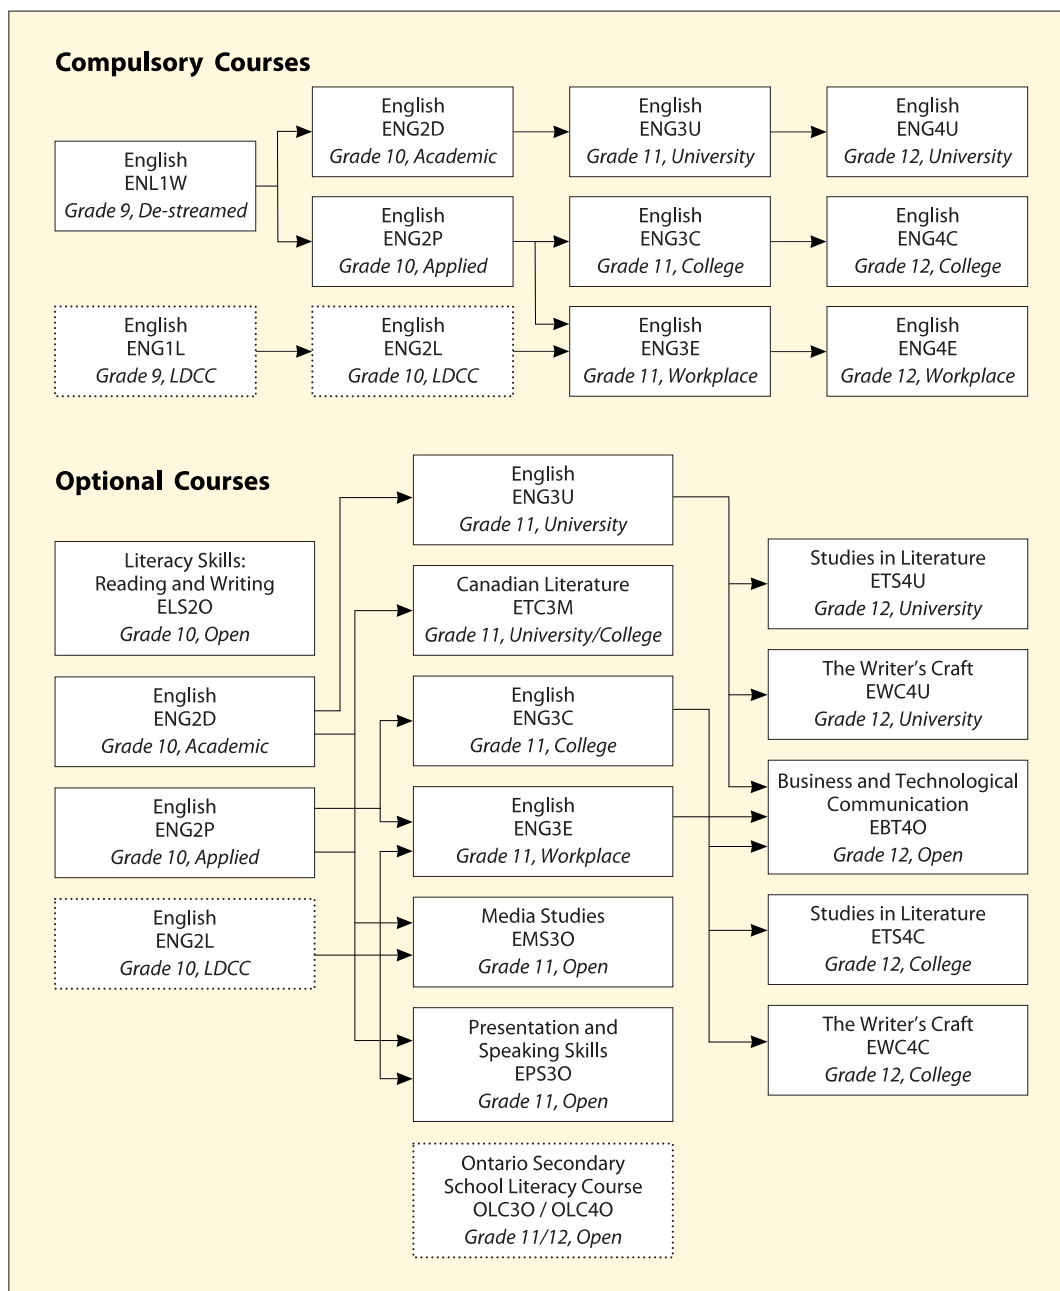 Compulsory Courses
English
ENL1W
Grade 9, De-streamed
English
ENG2D
Grade 10, Academic
English
ENG3U
Grade 11, University
English
ENG4U
Grade 12, University
English
ENG2P
Grade 10, Applied
English
ENG3C
Grade 11, College
English
ENG4C
Grade 12, College
English
ENG1L
Grade 9, LDCC
English
ENG2L
Grade 10, LDCC
English
ENG3E
Grade 11, Workplace
English
ENG4E
Grade 12, Workplace
Optional Courses
Literacy Skills:
Reading and Writing
ELS2O
Grade 10, Open
English
ENG2D
Grade 10, Academic
English
ENG2P
Grade 10, Applied
English
ENG2L
Grade 10, LDCC
English
ENG3U
Grade 11, University
Canadian Literature
ETC3M
Grade 11, University/College
English
ENG3C
Grade 11, College
English
ENG3E
Grade 11, Workplace
Media Studies
EMS3O
Grade 11, Open
Presentation and
Speaking Skills
EPS3O
Grade 11, Open
Ontario Secondary
School Literacy Course
OLC3O / OLC4O
Grade 11/12, Open
Studies in Literature
ETS4U
Grade 12, University
The Writer's Craft
EWC4U
Grade 12, University
Business and Technological
Communication
EBT4O
Grade 12, Open
Studies in Literature
ETS4C
Grade 12, College
The Writer's Craft
EWC4C
Grade 12, College